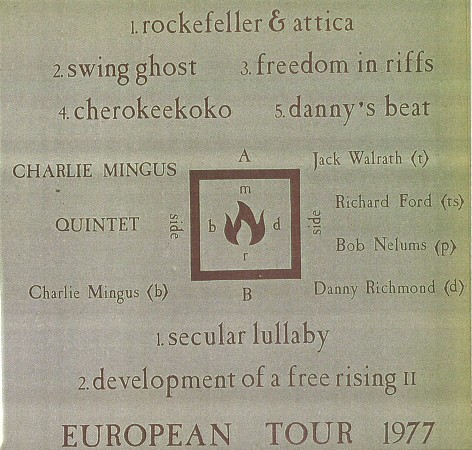 1. rockefeller & attica
2. swing ghost 3. freedom in riffs
4. cherokeekoko 5. danny's beat
CHARLIE MINGUS
QUINTET
Charlie Mingus (b)
A
side
m
b d
r
side
B
Jack Walrath (t)
Richard Ford (ts)
Bob Nelums (p)
Danny Richmond (d)
1. secular lullaby
2. development of a free rising II
EUROPEAN TOUR 1977